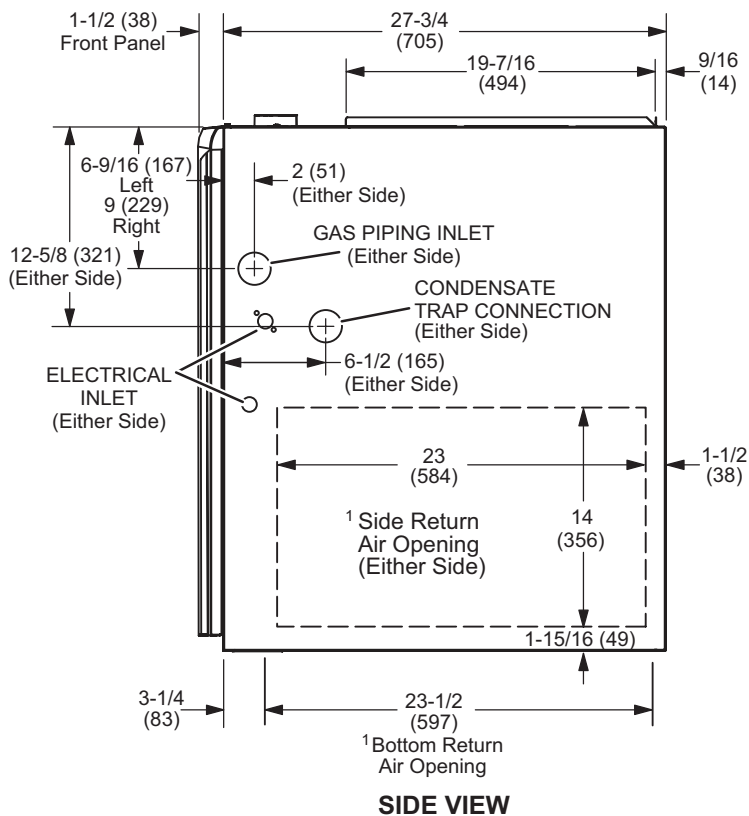 1-1/2 (38)
Front Panel
27-3/4
(705)
19-7/16
(494)
9/16
(14)
6-9/16 (167)
Left
9 (229)
Right
2 (51)
(Either Side)
12-5/8 (321)
(Either Side)
GAS PIPING INLET
(Either Side)
CONDENSATE
TRAP CONNECTION
(Either Side)
6-1/2 (165)
(Either Side)
ELECTRICAL
INLET
(Either Side)
23
(584)
1-1/2
(38)
14
(356)
1 Side Return
Air Opening
(Either Side)
1-15/16 (49)
3-1/4
(83)
23-1/2
(597)
1 Bottom Return
Air Opening
SIDE VIEW